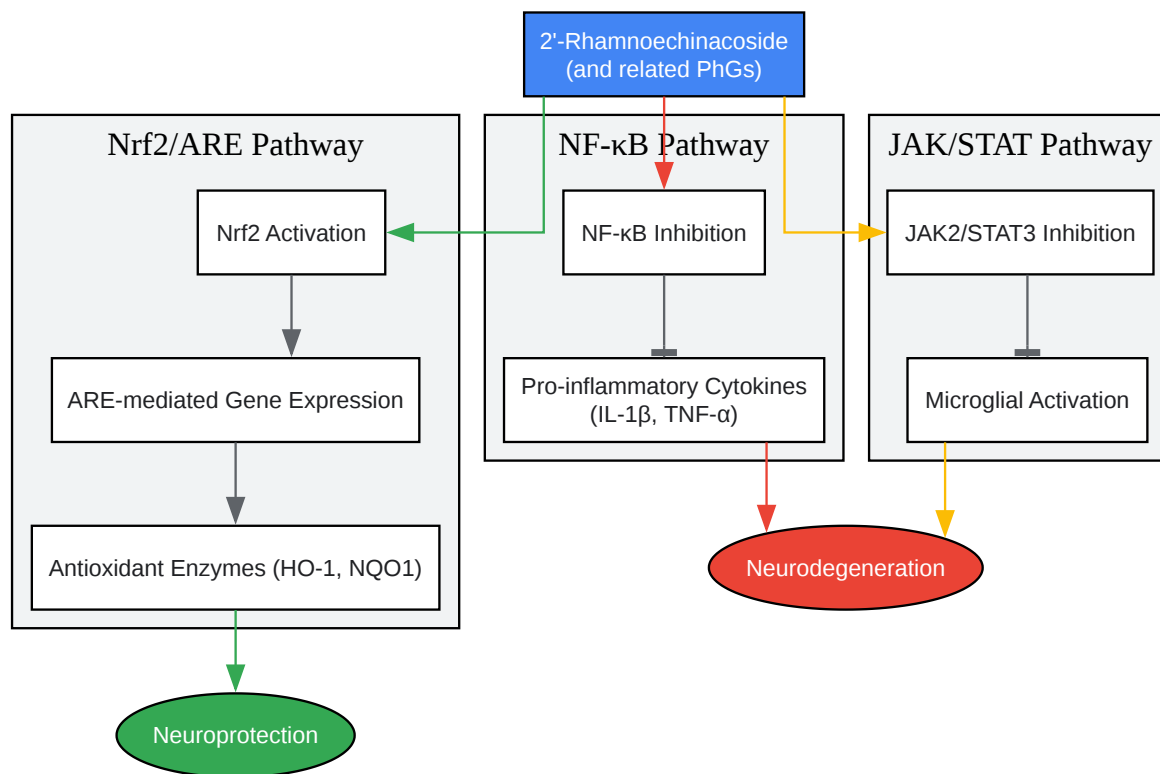 2'-Rhamnoechinacoside
(and related PhGs)
Nrf2/ARE Pathway
NF-κB Pathway
JAK/STAT Pathway
Nrf2 Activation
NF-κB Inhibition
JAK2/STAT3 Inhibition
ARE-mediated Gene Expression
Pro-inflammatory Cytokines
(IL-1β, TNF-α)
Microglial Activation
Antioxidant Enzymes (HO-1, NQO1)
Neurodegeneration
Neuroprotection